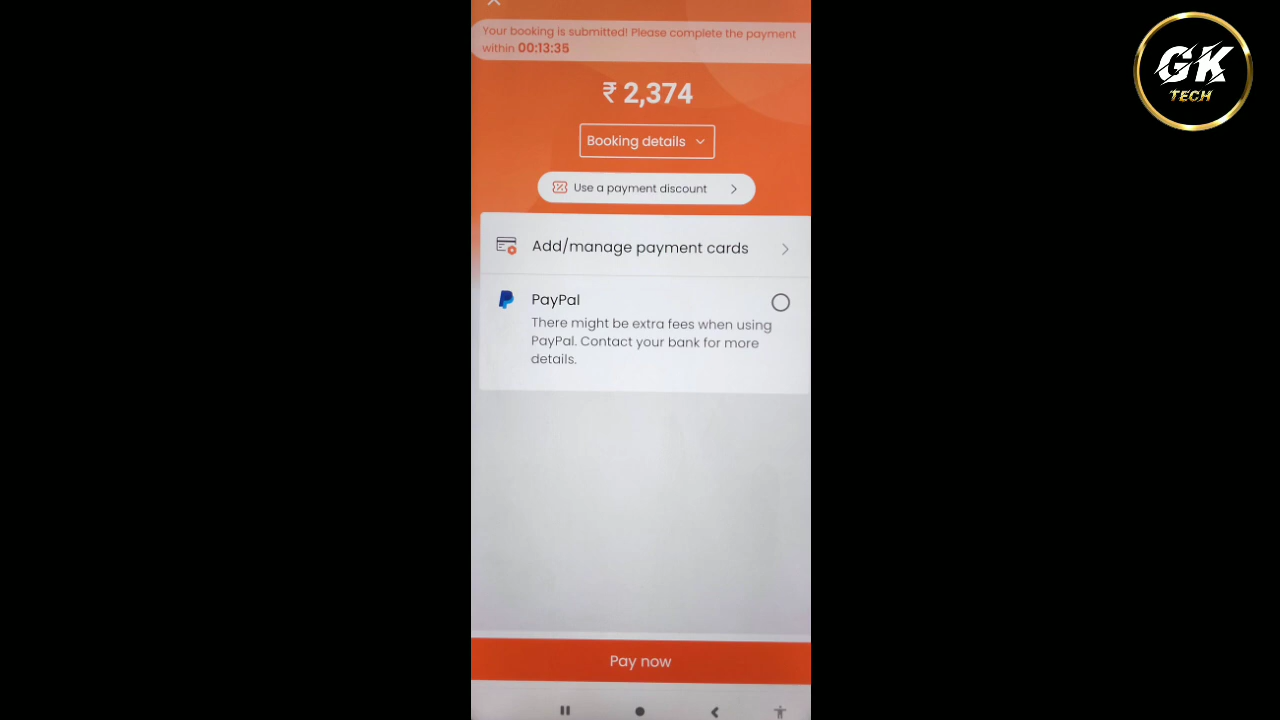 Your booking is submitted! Please complete the payment
within 00:13:35
₹ 2,374
Booking details
Use a payment discount
Add/manage payment cards
PayPal
There might be extra fees when using
PayPal. Contact your bank for more
details.
Pay now
GK
TECH